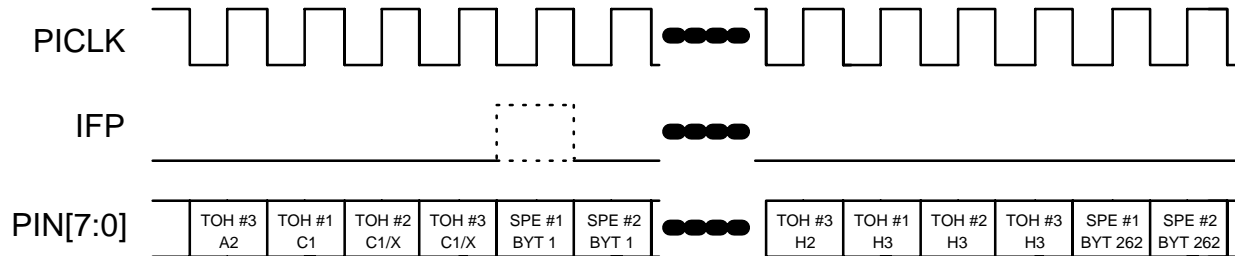 PICLK
IFP
PIN[7:0]
TOH #3 TOH #1 TOH #2 TOH #3 SPE #1 SPE #2 TOH #3 TOH #1 TOH #2 TOH #3 SPE #1 SPE #2
A2 C1 C1/X C1/X BYT 1 BYT 1 H2 H3 H3 H3 BYT 262 BYT 262